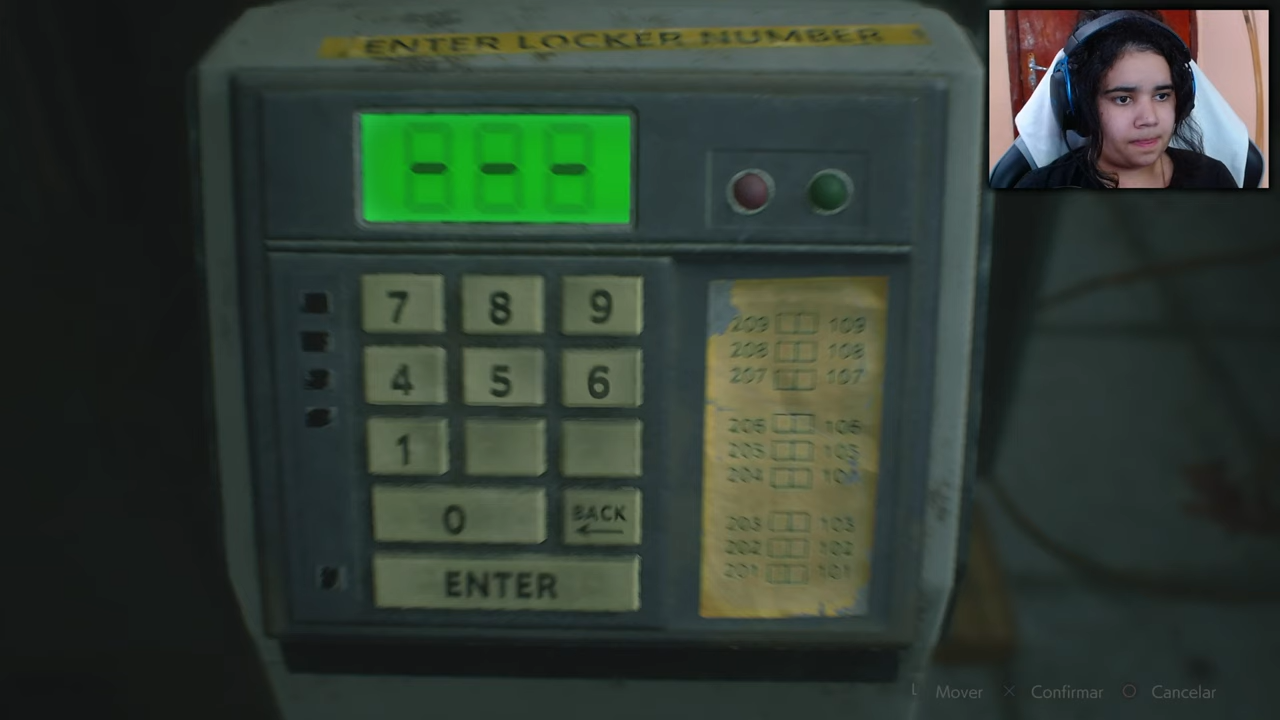 ENTER LOCKER NUMBER
- - -
7 8 9
4 5 6
1
0 BACK
ENTER
209 109
208 108
207 107
206 106
205 105
204 104
203 103
202 102
201 101
L Mover X Confirmar O Cancelar